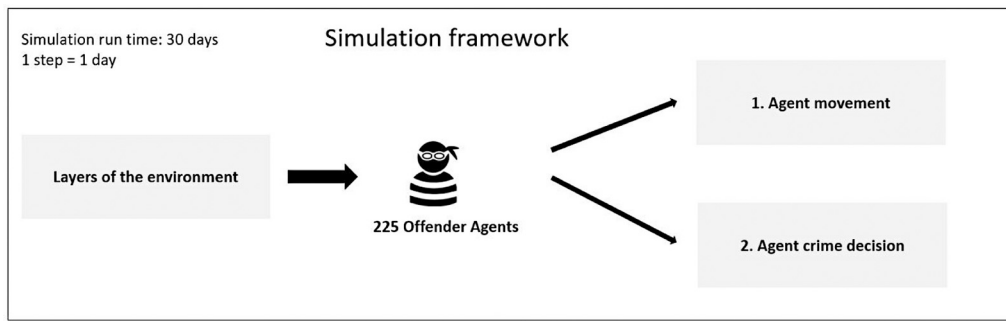 Simulation run time: 30 days
1 step = 1 day
Simulation framework
1. Agent movement
Layers of the environment
225 Offender Agents
2. Agent crime decision